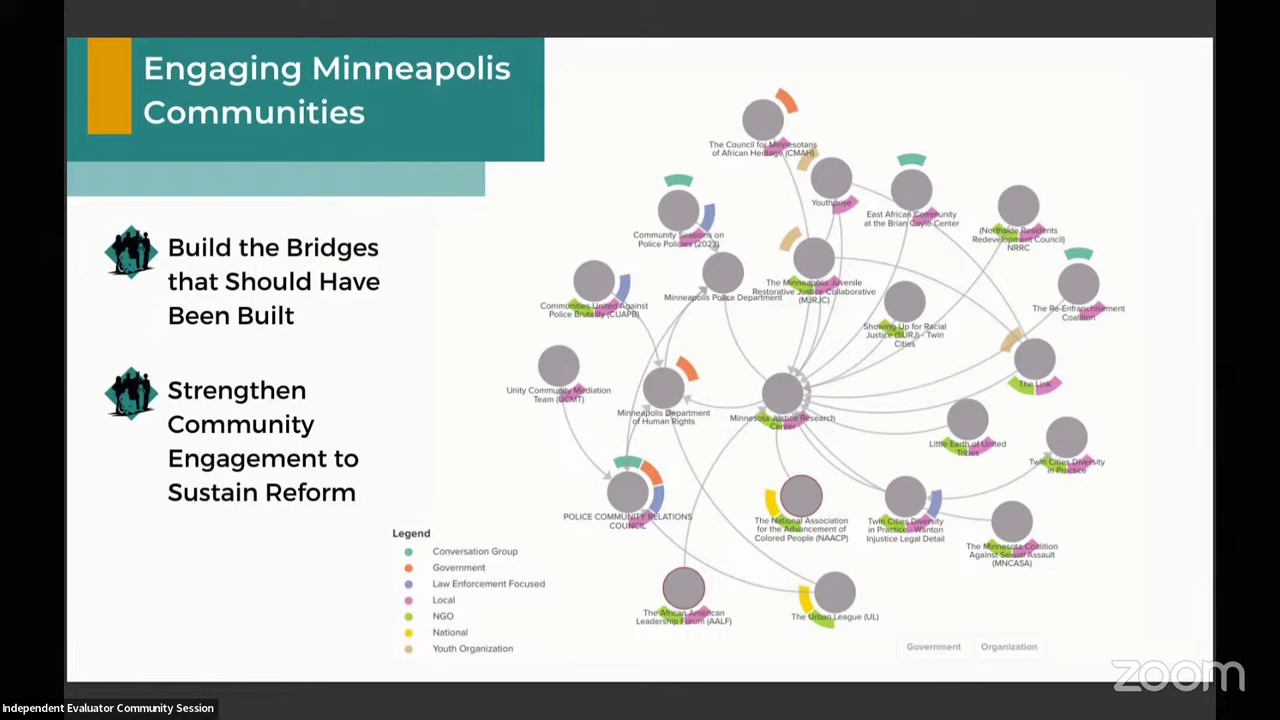 Engaging Minneapolis
Communities
Build the Bridges
that Should Have
Been Built
Strengthen
Community
Engagement to
Sustain Reform
The Council for Minnesotans
of African Heritage (CMAH)
Youthprise
East African Community
at the Brian Coyle Center
(Northside Residents
Redevelopment Council)
NRRC
Community Sessions on
Police Policies (2023)
Minneapolis Police Department
The Minneapolis Juvenile
Restorative Justice Collaborative
(MJRJC)
The Re-Enfranchisement
Coalition
Communities United Against
Police Brutality (CUAPB)
Showing Up for Racial
Justice (SURJ) - Twin
Cities
Unity Community Mediation
Team (UCMT)
Minneapolis Department
of Human Rights
Minnesota Justice Research
Center
The Link
Little Earth of United
Tribes
Twin Cities Diversity
in Practice
POLICE COMMUNITY RELATIONS
COUNCIL
The National Association
for the Advancement of
Colored People (NAACP)
Twin Cities Diversity
in Practice - Wanton
Injustice Legal Detail
The Minnesota Coalition
Against Sexual Assault
(MNCASA)
The African American
Leadership Forum (AALF)
The Urban League (UL)
Legend
Conversation Group
Government
Law Enforcement Focused
Local
NGO
National
Youth Organization
Government Organization
zoom
Independent Evaluator Community Session